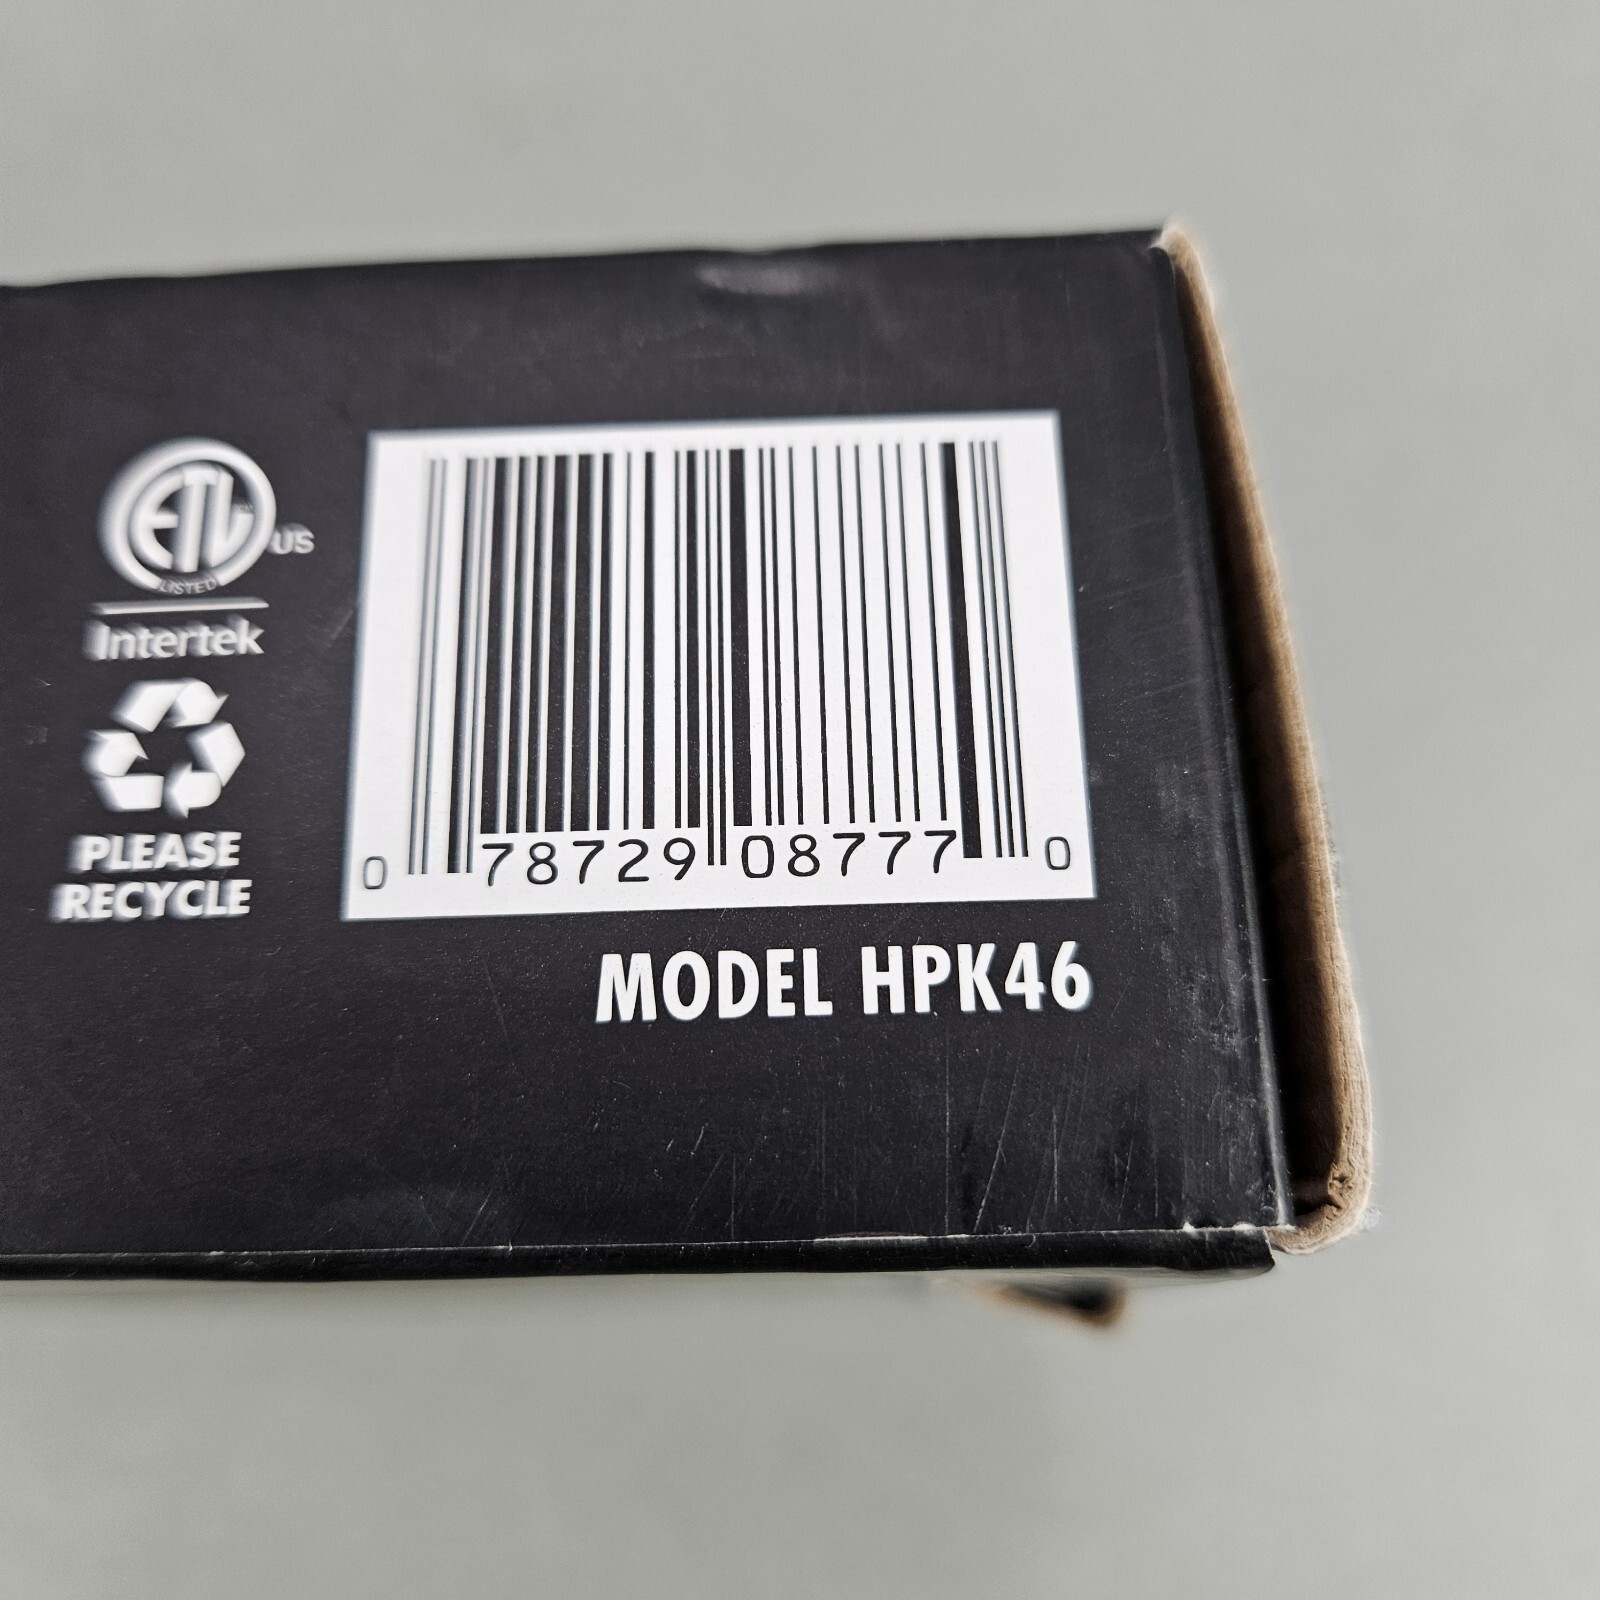 ETL
LISTED
US
Intertek
PLEASE
RECYCLE
0 78729 08777 0
MODEL HPK46